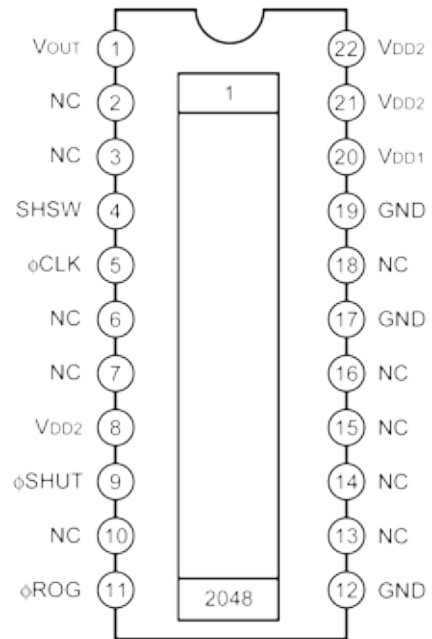 VOUT 1 22 VDD2
1
NC 2 21 VDD2
NC 3 20 VDD1
SHSW 4 19 GND
ϕCLK 5 18 NC
NC 6 17 GND
NC 7 16 NC
VDD2 8 15 NC
ϕSHUT 9 14 NC
NC 10 13 NC
ϕROG 11 12 GND
2048